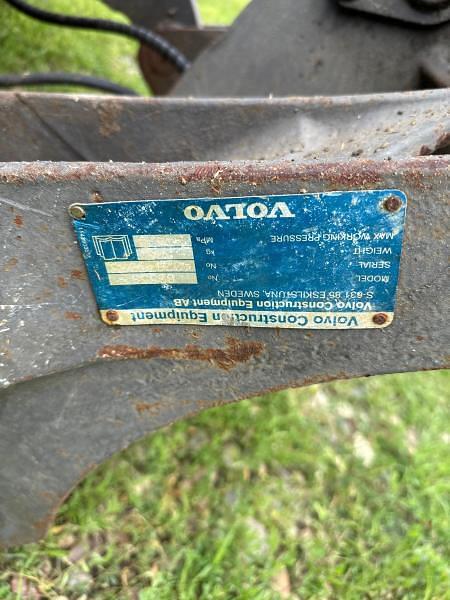 Volvo Construction Equipment
Volvo Construction Equipment AB
S-631 85 ESKILSTUNA, SWEDEN
MODEL No
SERIAL No
WEIGHT kg
MAX WORKING PRESSURE MPa
VOLVO